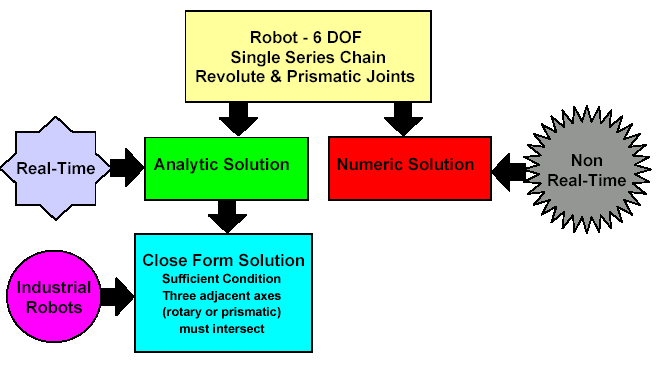 Robot - 6 DOF
Single Series Chain
Revolute & Prismatic Joints
Real-Time
Analytic Solution
Numeric Solution
Non
Real-Time
Industrial
Robots
Close Form Solution
Sufficient Condition
Three adjacent axes
(rotary or prismatic)
must intersect